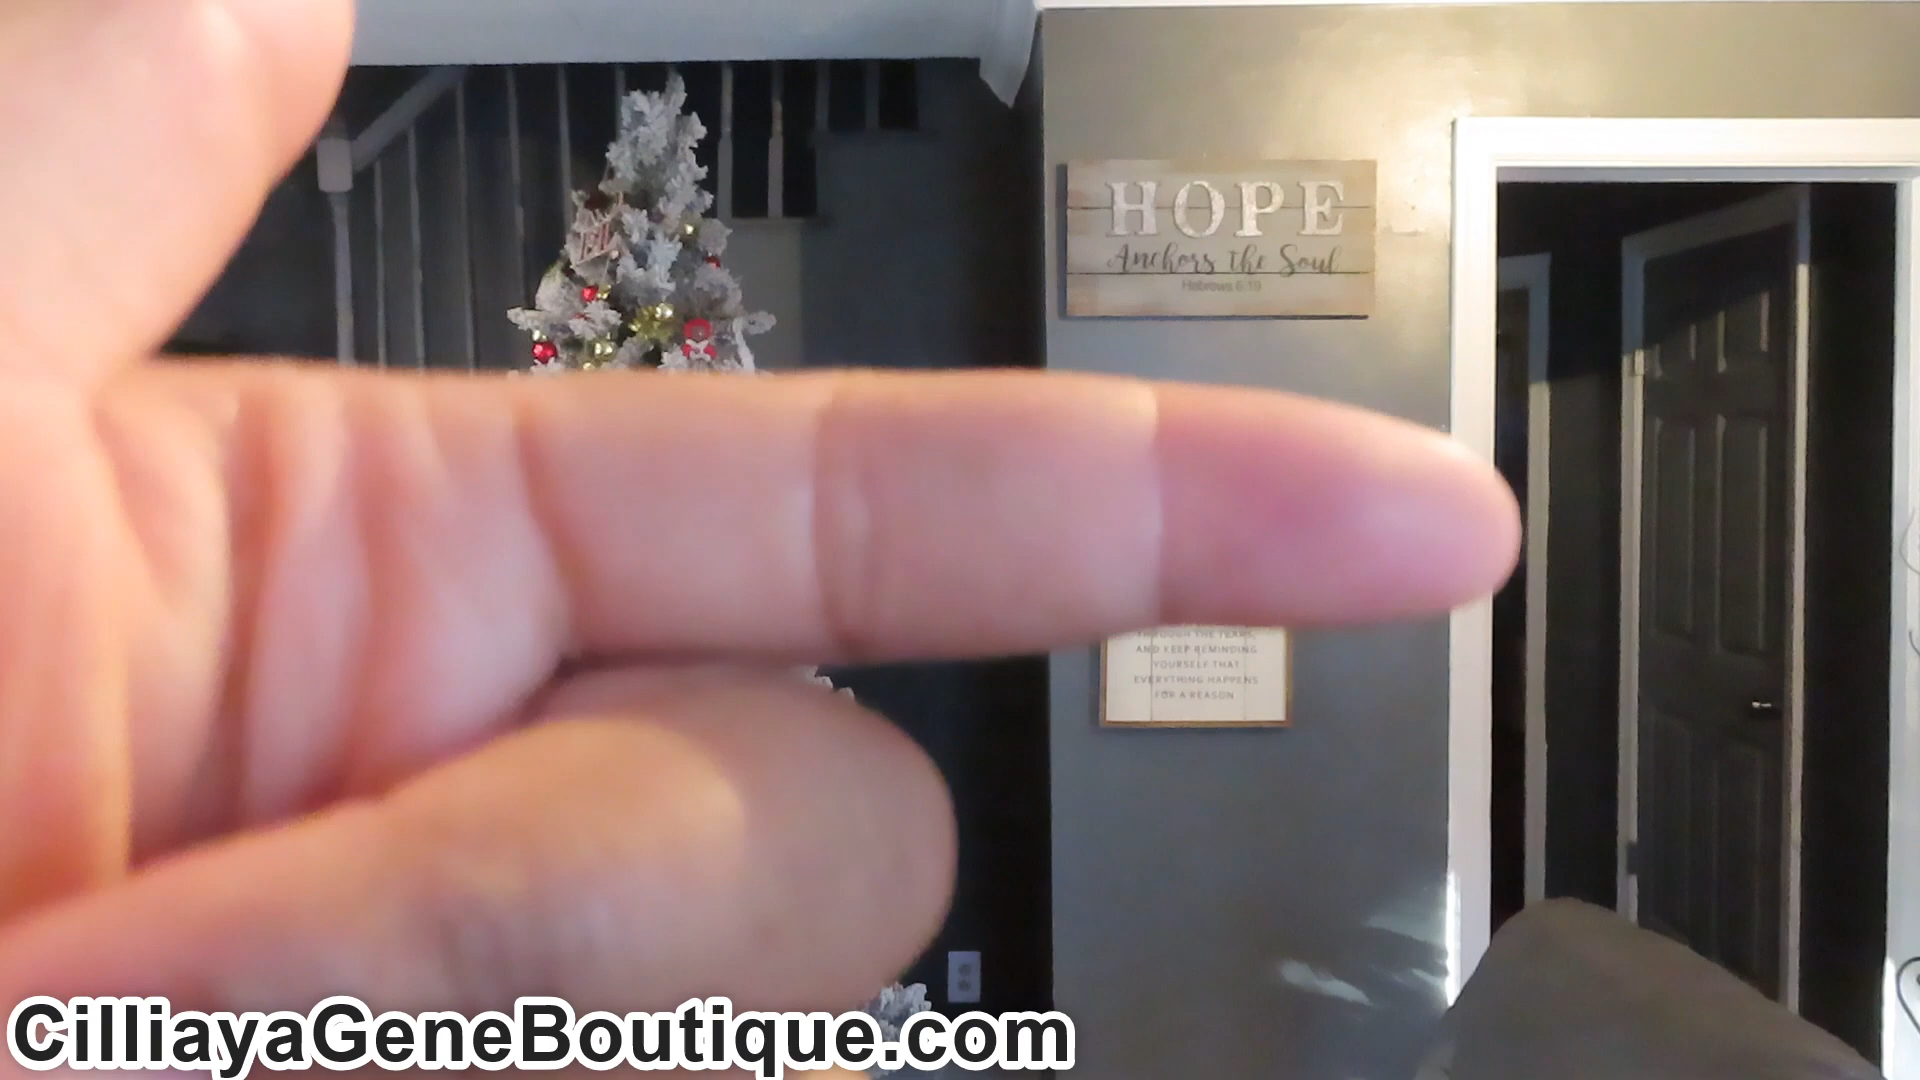 HOPE
Anchors the Soul
Hebrews 6:19
THROUGH THE TEARS,
AND KEEP REMINDING
YOURSELF THAT
EVERYTHING HAPPENS
FOR A REASON
CilliayaGeneBoutique.com